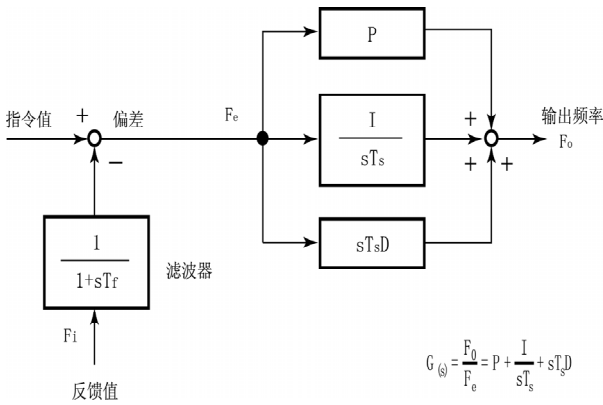 P
指令值
+
偏差
Fe
I
sTs
+
输出频率
Fo
−
+
+
sTsD
1
1+sTf
滤波器
Fi
反馈值
G(s) = F0/Fe = P + I/sTs + sTsD